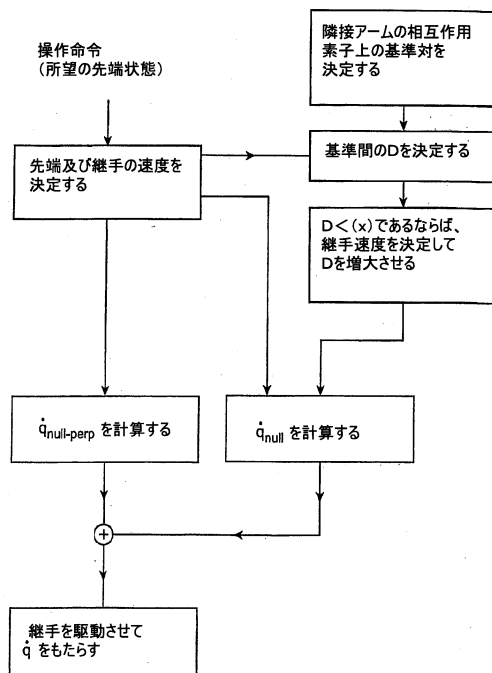 操作命令
(所望の先端状態)
隣接アームの相互作用
素子上の基準対を
決定する
先端及び継手の速度を
決定する
基準間のDを決定する
D<(x)であるならば、
継手速度を決定して
Dを増大させる
q̇null-perp を計算する
q̇null を計算する
+
継手を駆動させて
q̇ をもたらす